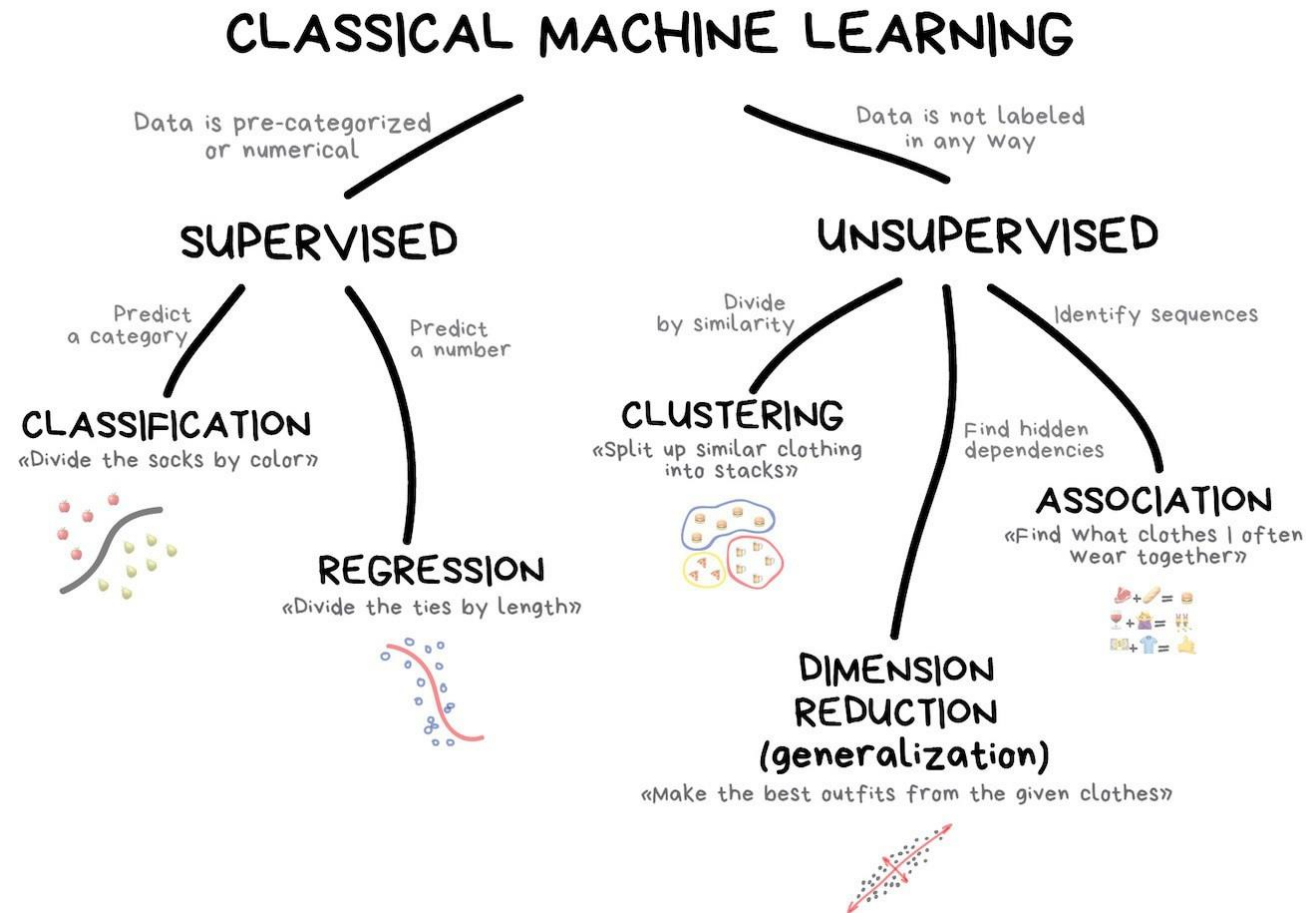 CLASSICAL MACHINE LEARNING
Data is pre-categorized
or numerical
Data is not labeled
in any way
SUPERVISED
UNSUPERVISED
Predict
a category
Predict
a number
Divide
by similarity
Identify sequences
CLASSIFICATION
«Divide the socks by color»
CLUSTERING
«Split up similar clothing
into stacks»
Find hidden
dependencies
ASSOCIATION
«Find What clothes I often
Wear together»
REGRESSION
«Divide the ties by length»
+ =
+ =
+ =
DIMENSION
REDUCTION
(generalization)
«Make the best outfits from the given clothes»